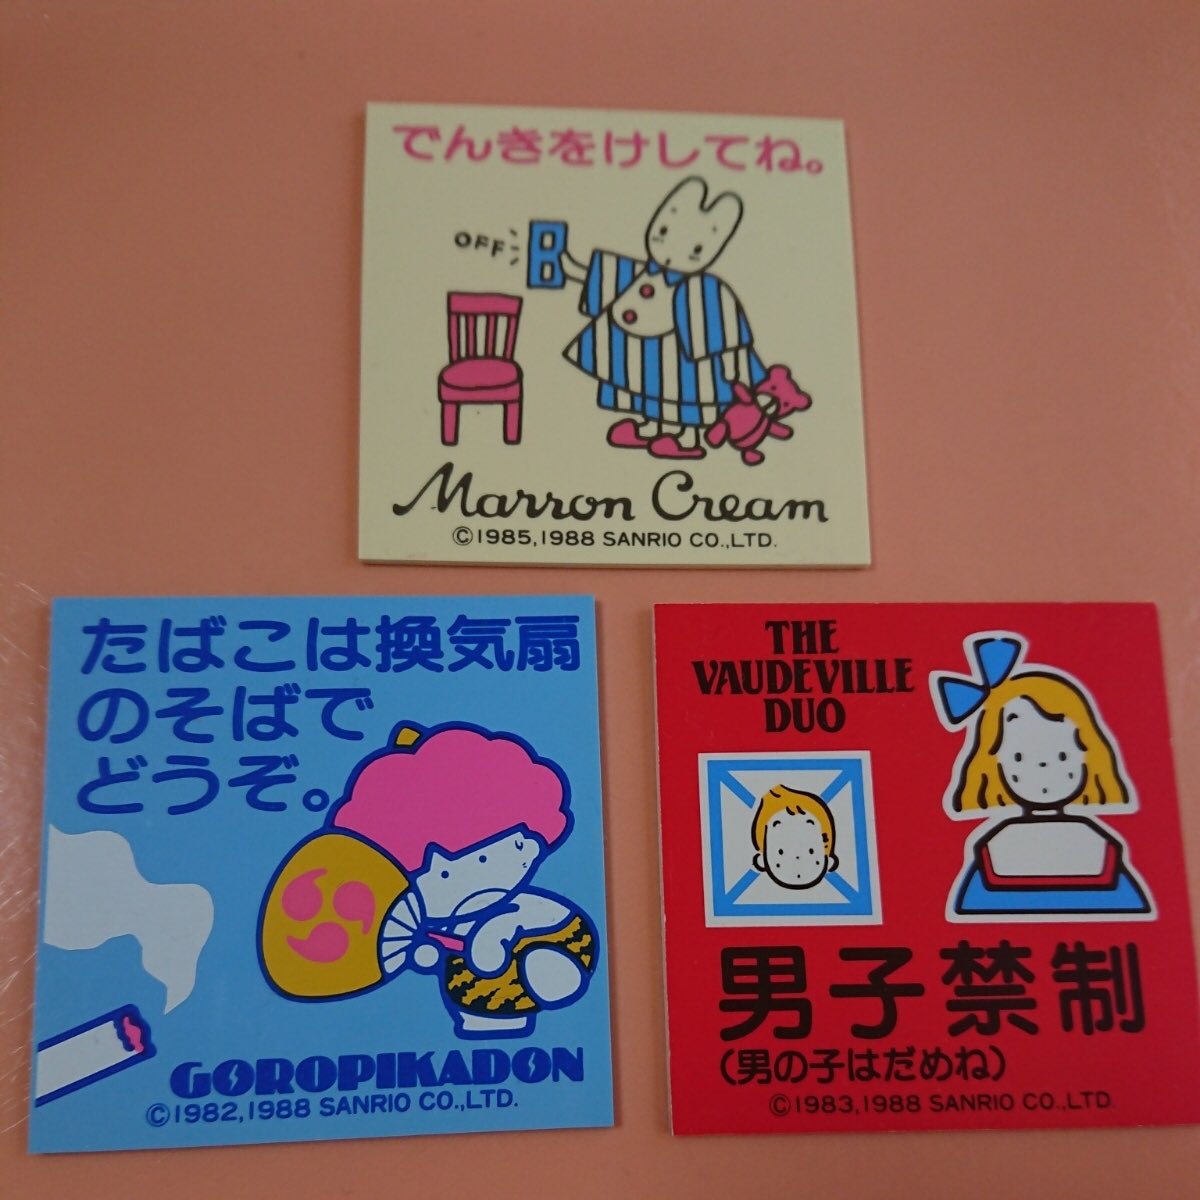 でんきをけしてね。
OFF
Marron Cream
©1985,1988 SANRIO CO.,LTD.
たばこは換気扇
のそばで
どうぞ。
GOROPIKADON
©1982,1988 SANRIO CO.,LTD.
THE
VAUDEVILLE
DUO
男子禁制
(男の子はだめね)
©1983,1988 SANRIO CO.,LTD.